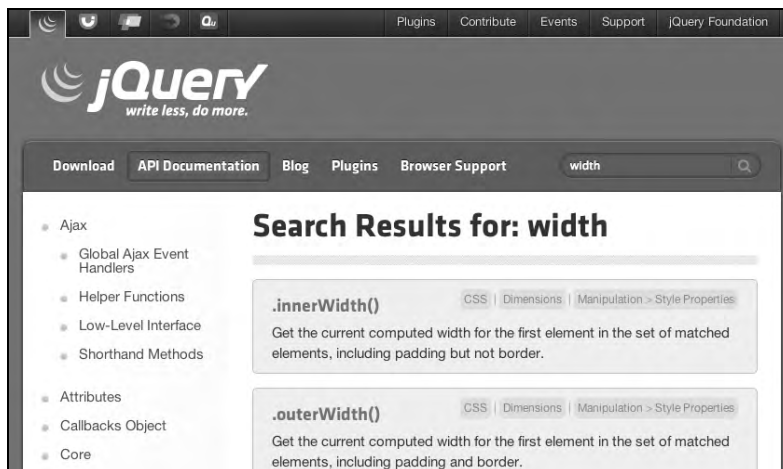 Plugins Contribute Events Support jQuery Foundation
jQuery
write less, do more.
Download API Documentation Blog Plugins Browser Support width
Ajax
Global Ajax Event
Handlers
Helper Functions
Low-Level Interface
Shorthand Methods
Attributes
Callbacks Object
Core
Search Results for: width
.innerWidth() CSS | Dimensions | Manipulation > Style Properties
Get the current computed width for the first element in the set of matched
elements, including padding but not border.
.outerWidth() CSS | Dimensions | Manipulation > Style Properties
Get the current computed width for the first element in the set of matched
elements, including padding and border.